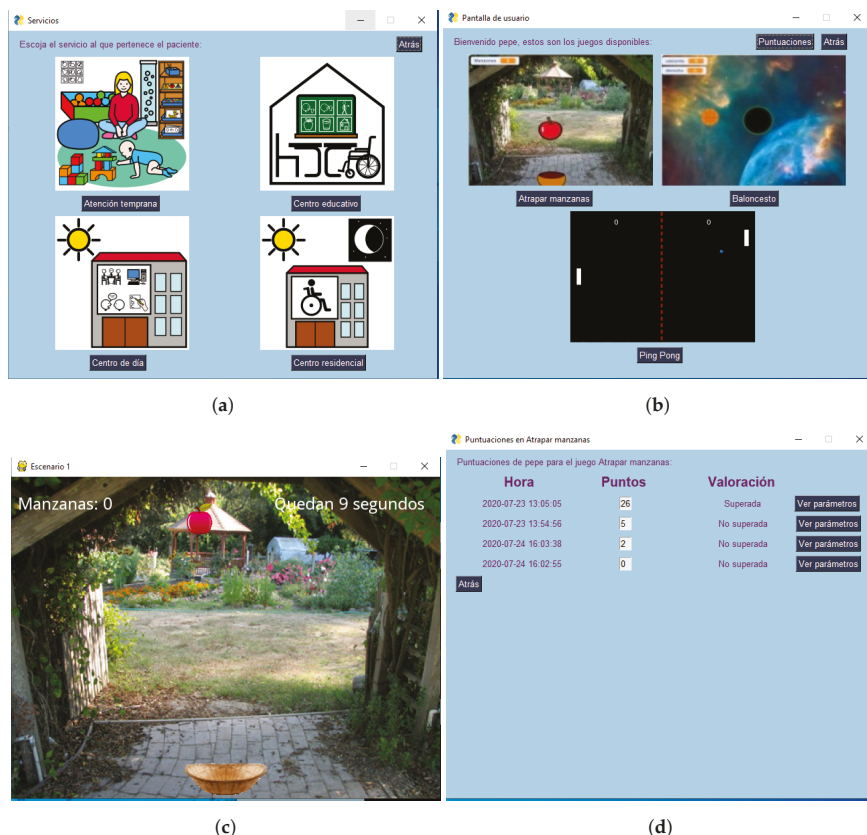 Servicios
Escoja el servicio al que pertenece el paciente:
Atrás
Atención temprana
Centro educativo
Centro de día
Centro residencial
(a)
Pantalla de usuario
Bienvenido pepe, estos son los juegos disponibles:
Puntuaciones
Atrás
Manzanas
Atrapar manzanas
Baloncesto
0 0
Ping Pong
(b)
Escenario 1
Manzanas: 0
Quedan 9 segundos
(c)
Puntuaciones en Atrapar manzanas
Puntuaciones de pepe para el juego Atrapar manzanas:
Hora Puntos Valoración
2020-07-23 13:05:05 26 Superada Ver parámetros
2020-07-23 13:54:56 5 No superada Ver parámetros
2020-07-24 16:03:38 2 No superada Ver parámetros
2020-07-24 16:02:55 0 No superada Ver parámetros
Atrás
(d)